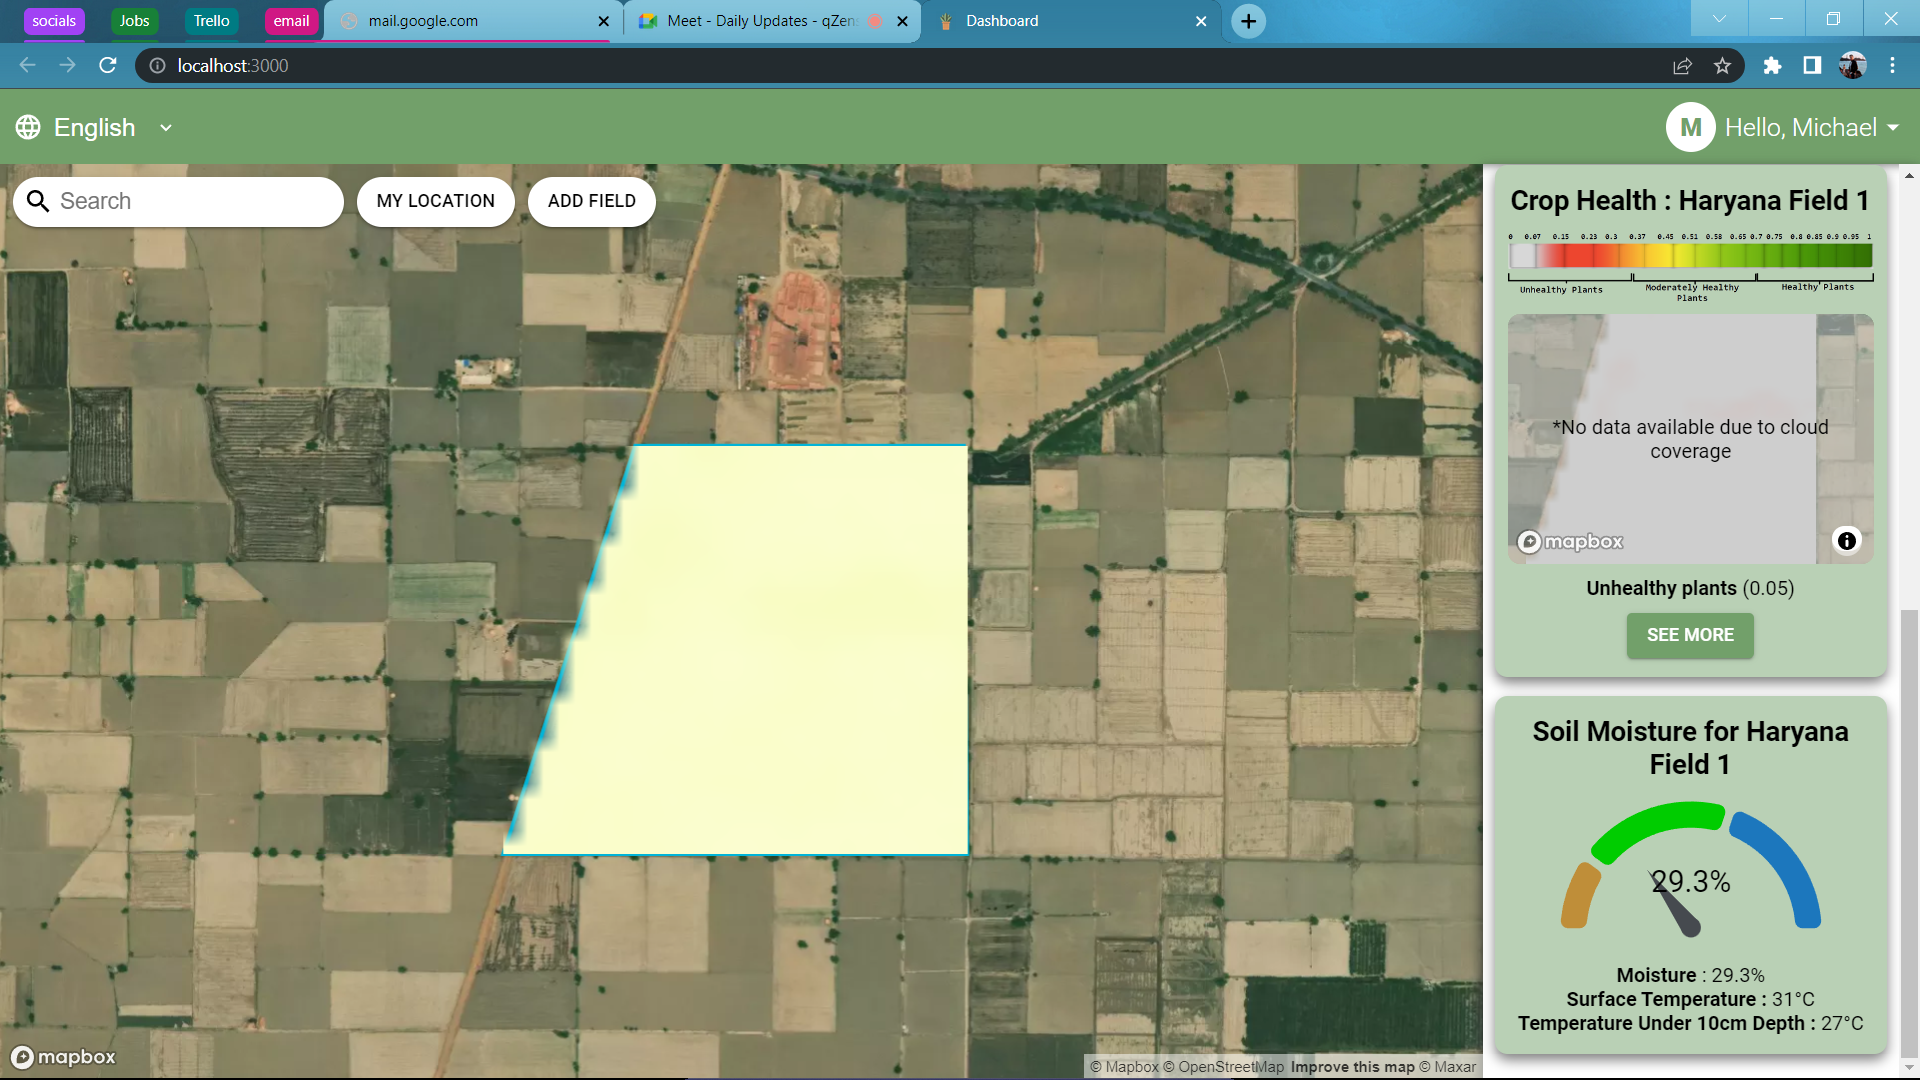 socials
Jobs
Trello
email
mail.google.com
Meet - Daily Updates - qZens
Dashboard
localhost:3000
English
M
Hello, Michael
Search
MY LOCATION
ADD FIELD
Crop Health : Haryana Field 1
0 0.07 0.15 0.23 0.3 0.37 0.45 0.51 0.58 0.65 0.7 0.75 0.8 0.85 0.9 0.95 1
Unhealthy Plants
Moderately Healthy
Plants
Healthy Plants
*No data available due to cloud
coverage
mapbox
Unhealthy plants (0.05)
SEE MORE
Soil Moisture for Haryana
Field 1
29.3%
Moisture : 29.3%
Surface Temperature : 31°C
Temperature Under 10cm Depth : 27°C
mapbox
© Mapbox © OpenStreetMap Improve this map © Maxar